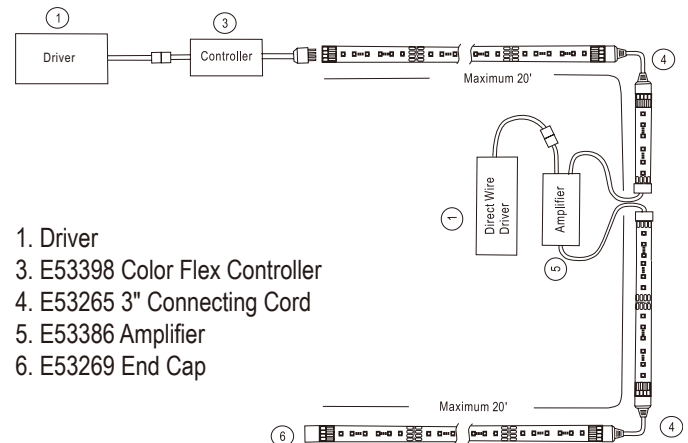 1
3
Driver
Controller
4
Maximum 20'
1
Direct Wire
Driver
Amplifier
5
1. Driver
3. E53398 Color Flex Controller
4. E53265 3" Connecting Cord
5. E53386 Amplifier
6. E53269 End Cap
Maximum 20'
6
4